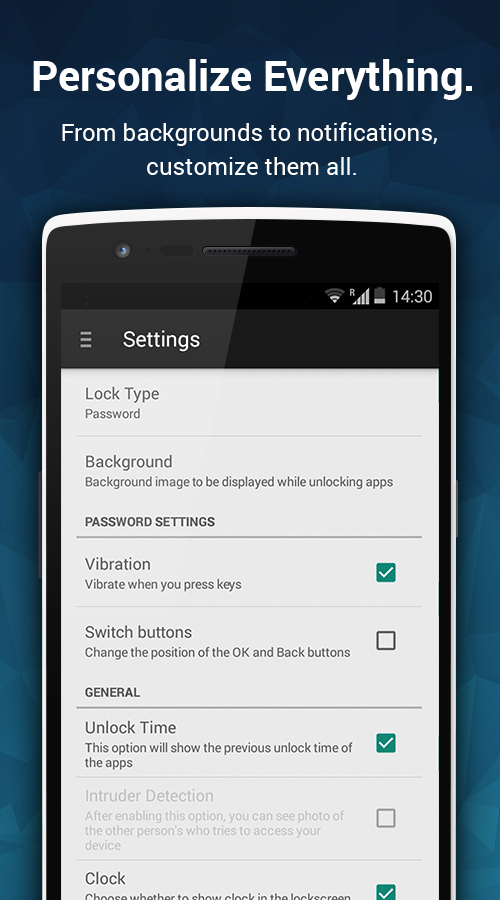 Personalize Everything.
From backgrounds to notifications,
customize them all.
R 14:30
Settings
Lock Type
Password
Background
Background image to be displayed while unlocking apps
PASSWORD SETTINGS
Vibration
Vibrate when you press keys
Switch buttons
Change the position of the OK and Back buttons
GENERAL
Unlock Time
This option will show the previous unlock time of
the apps
Intruder Detection
After enabling this option, you can see photo of
the other person's who tries to access your
device
Clock
Choose whether to show clock in the lockscreen